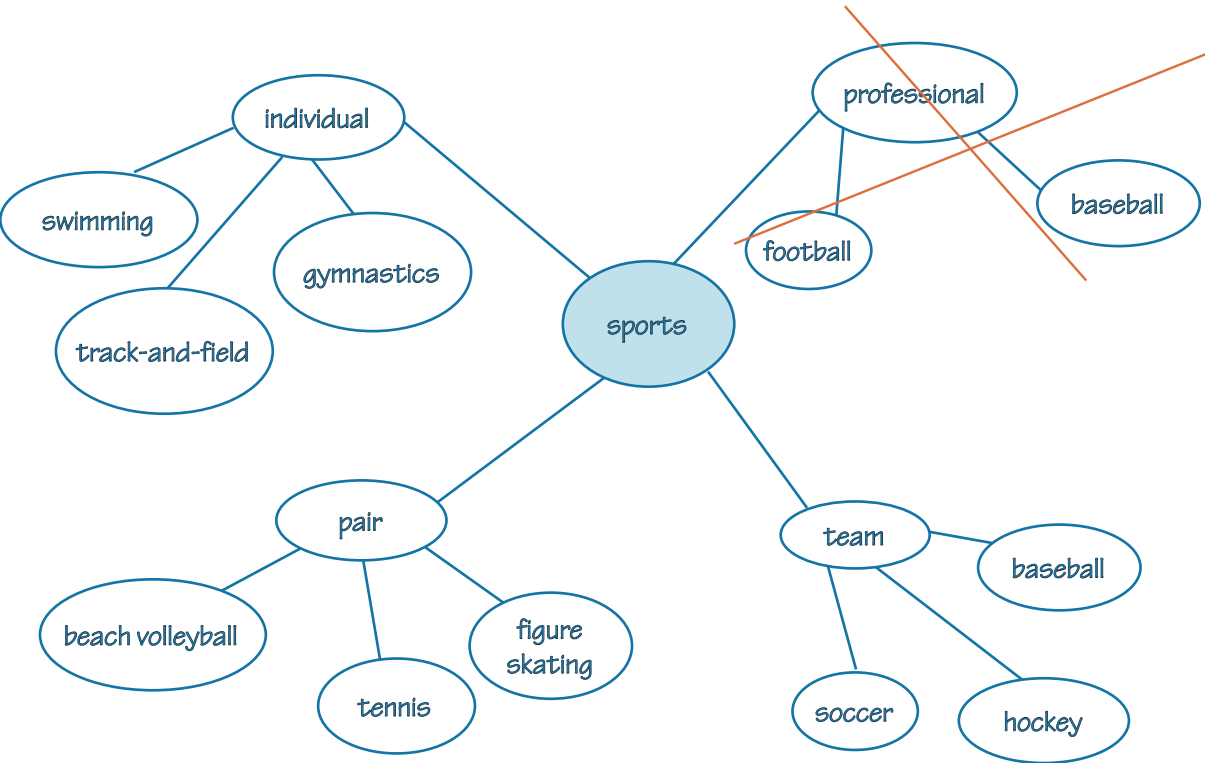 professional
individual
baseball
swimming
football
gymnastics
sports
track-and-field
pair
team
baseball
figure
skating
beach volleyball
tennis
soccer
hockey